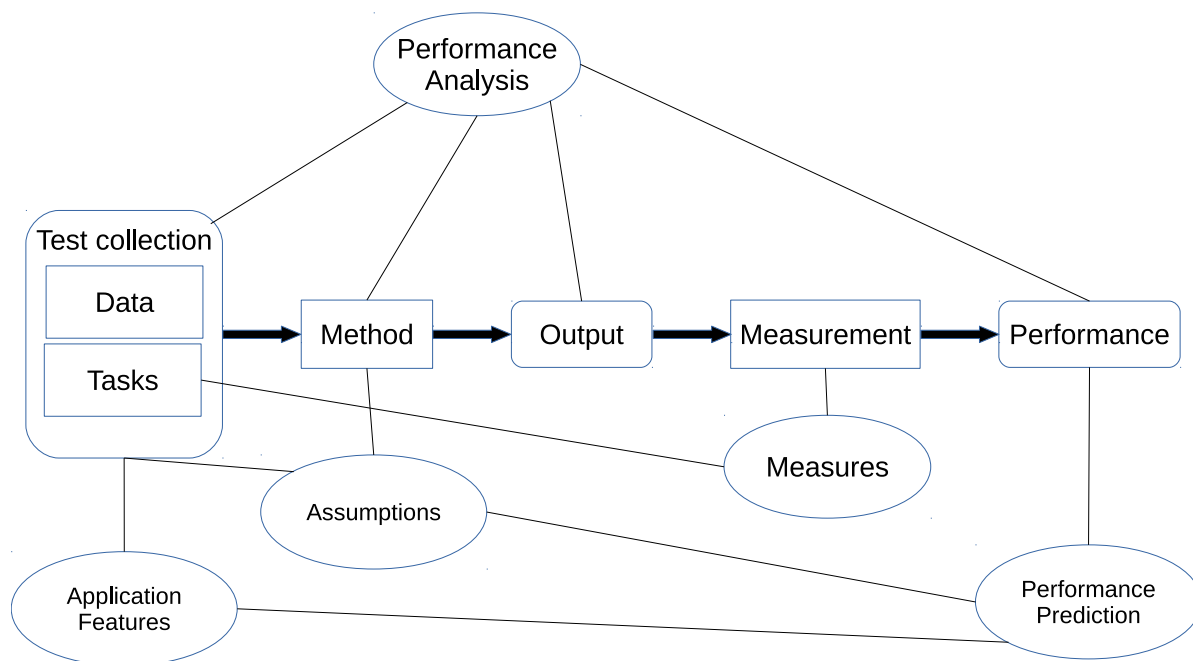 Performance
Analysis
Test collection
Data
Tasks
Method
Output
Measurement
Performance
Measures
Assumptions
Application
Features
Performance
Prediction